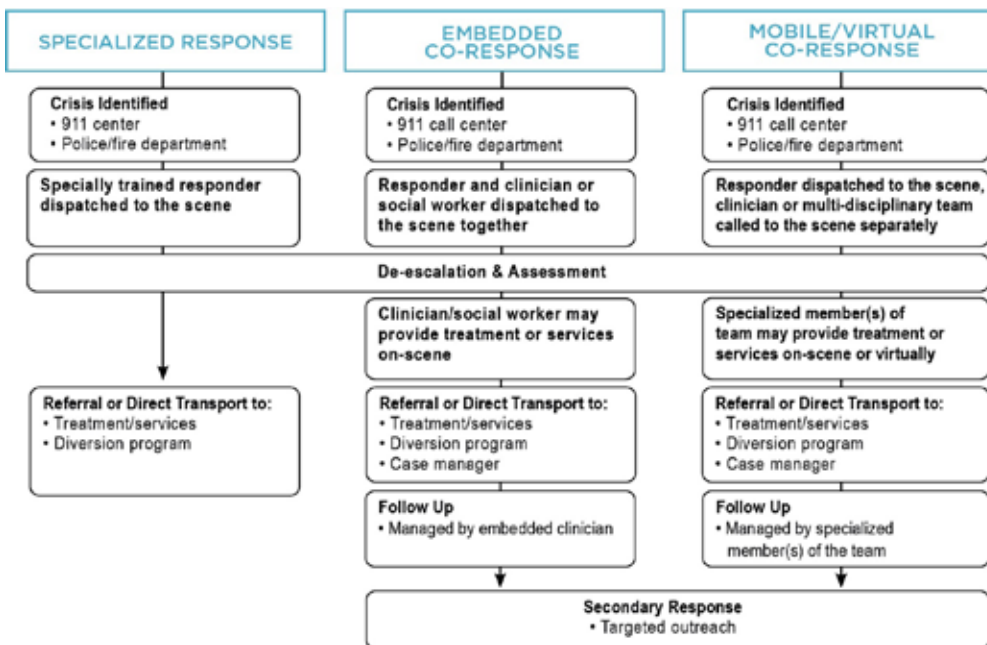 SPECIALIZED RESPONSE
Crisis Identified
• 911 center
• Police/fire department
Specially trained responder
dispatched to the scene
EMBEDDED
CO-RESPONSE
Crisis Identified
• 911 call center
• Police/fire department
Responder and clinician or
social worker dispatched to
the scene together
MOBILE/VIRTUAL
CO-RESPONSE
Crisis Identified
• 911 call center
• Police/fire department
Responder dispatched to the scene,
clinician or multi-disciplinary team
called to the scene separately
De-escalation & Assessment
Referral or Direct Transport to:
• Treatment/services
• Diversion program
Clinician/social worker may
provide treatment or services
on-scene
Referral or Direct Transport to:
• Treatment/services
• Diversion program
• Case manager
Follow Up
• Managed by embedded clinician
Specialized member(s) of
team may provide treatment or
services on-scene or virtually
Referral or Direct Transport to:
• Treatment/services
• Diversion program
• Case manager
Follow Up
• Managed by specialized
member(s) of the team
Secondary Response
• Targeted outreach